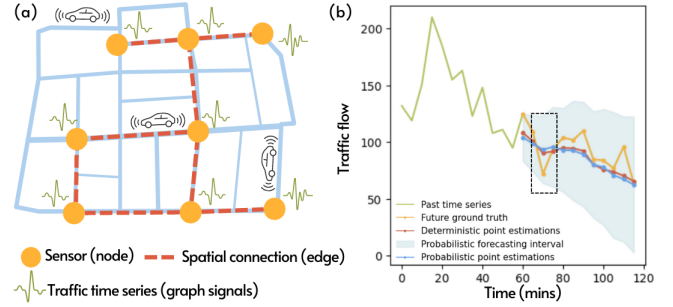 (a)
Sensor (node)
Spatial connection (edge)
Traffic time series (graph signals)
(b)
Traffic flow
200
150
100
50
0
Past time series
Future ground truth
Deterministic point estimations
Probabilistic forecasting interval
Probabilistic point estimations
0 20 40 60 80 100 120
Time (mins)